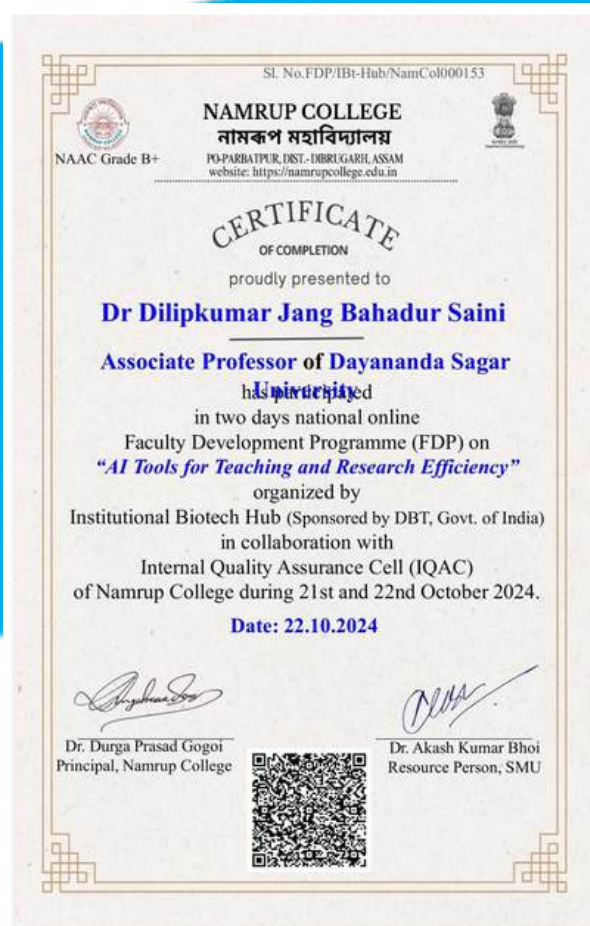 Sl. No.FDP/IBt-Hub/NamCol000153
NAMRUP COLLEGE
নামৰূপ মহাবিদ্যালয়
NAAC Grade B+
PO-PARBATPUR, DIST.- DIBRUGARH, ASSAM
website: https://namrupcollege.edu.in
CERTIFICATE
OF COMPLETION
proudly presented to
Dr Dilipkumar Jang Bahadur Saini
Associate Professor of Dayananda Sagar
University
has participated
in two days national online
Faculty Development Programme (FDP) on
“AI Tools for Teaching and Research Efficiency”
organized by
Institutional Biotech Hub (Sponsored by DBT, Govt. of India)
in collaboration with
Internal Quality Assurance Cell (IQAC)
of Namrup College during 21st and 22nd October 2024.
Date: 22.10.2024
Dr. Durga Prasad Gogoi
Principal, Namrup College
Dr. Akash Kumar Bhoi
Resource Person, SMU